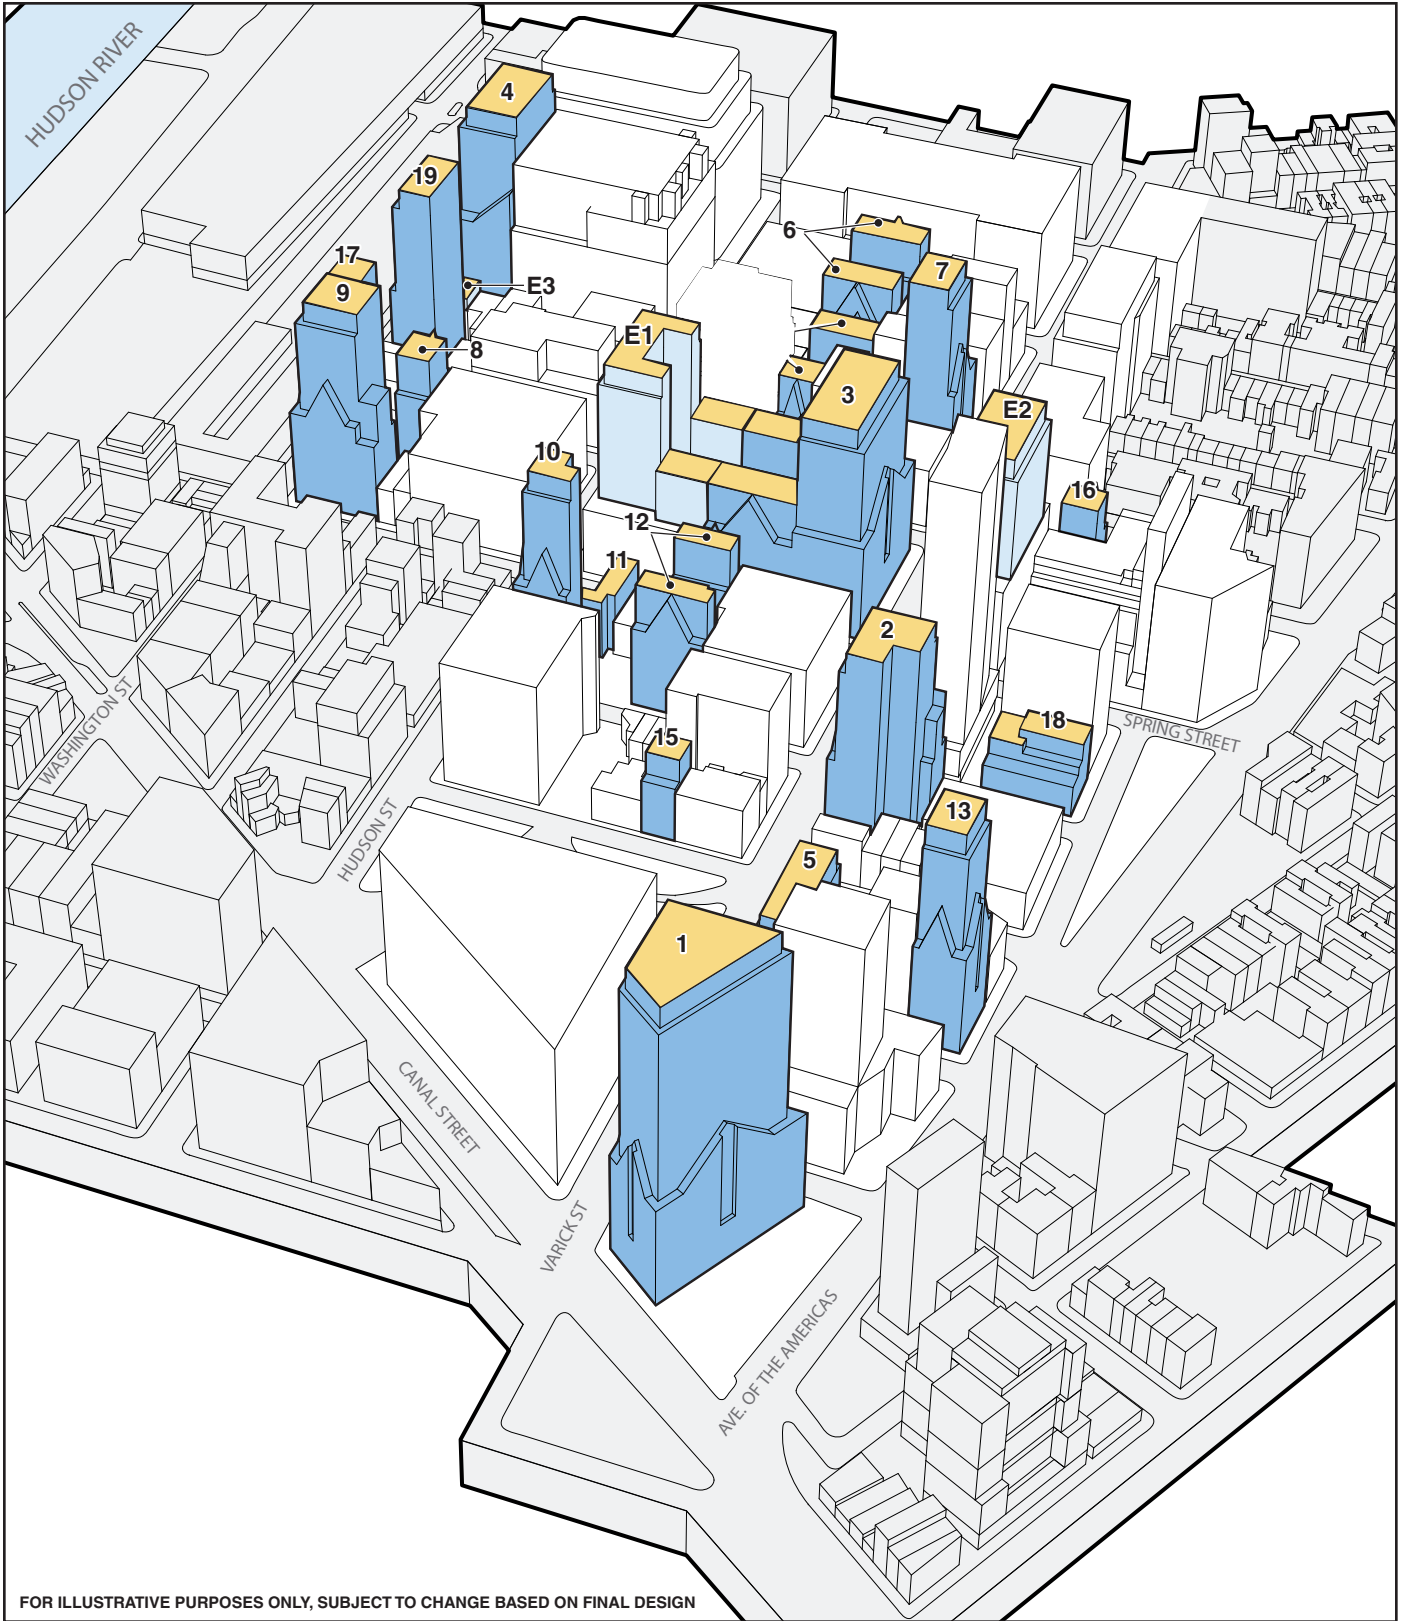 HUDSON RIVER
4
19
6
17
7
9
E3
E1
8
3
E2
10
16
12
11
2
WASHINGTON ST
18
SPRING STREET
15
HUDSON ST
13
5
1
CANAL STREET
VARICK ST
AVE. OF THE AMERICAS
FOR ILLUSTRATIVE PURPOSES ONLY, SUBJECT TO CHANGE BASED ON FINAL DESIGN